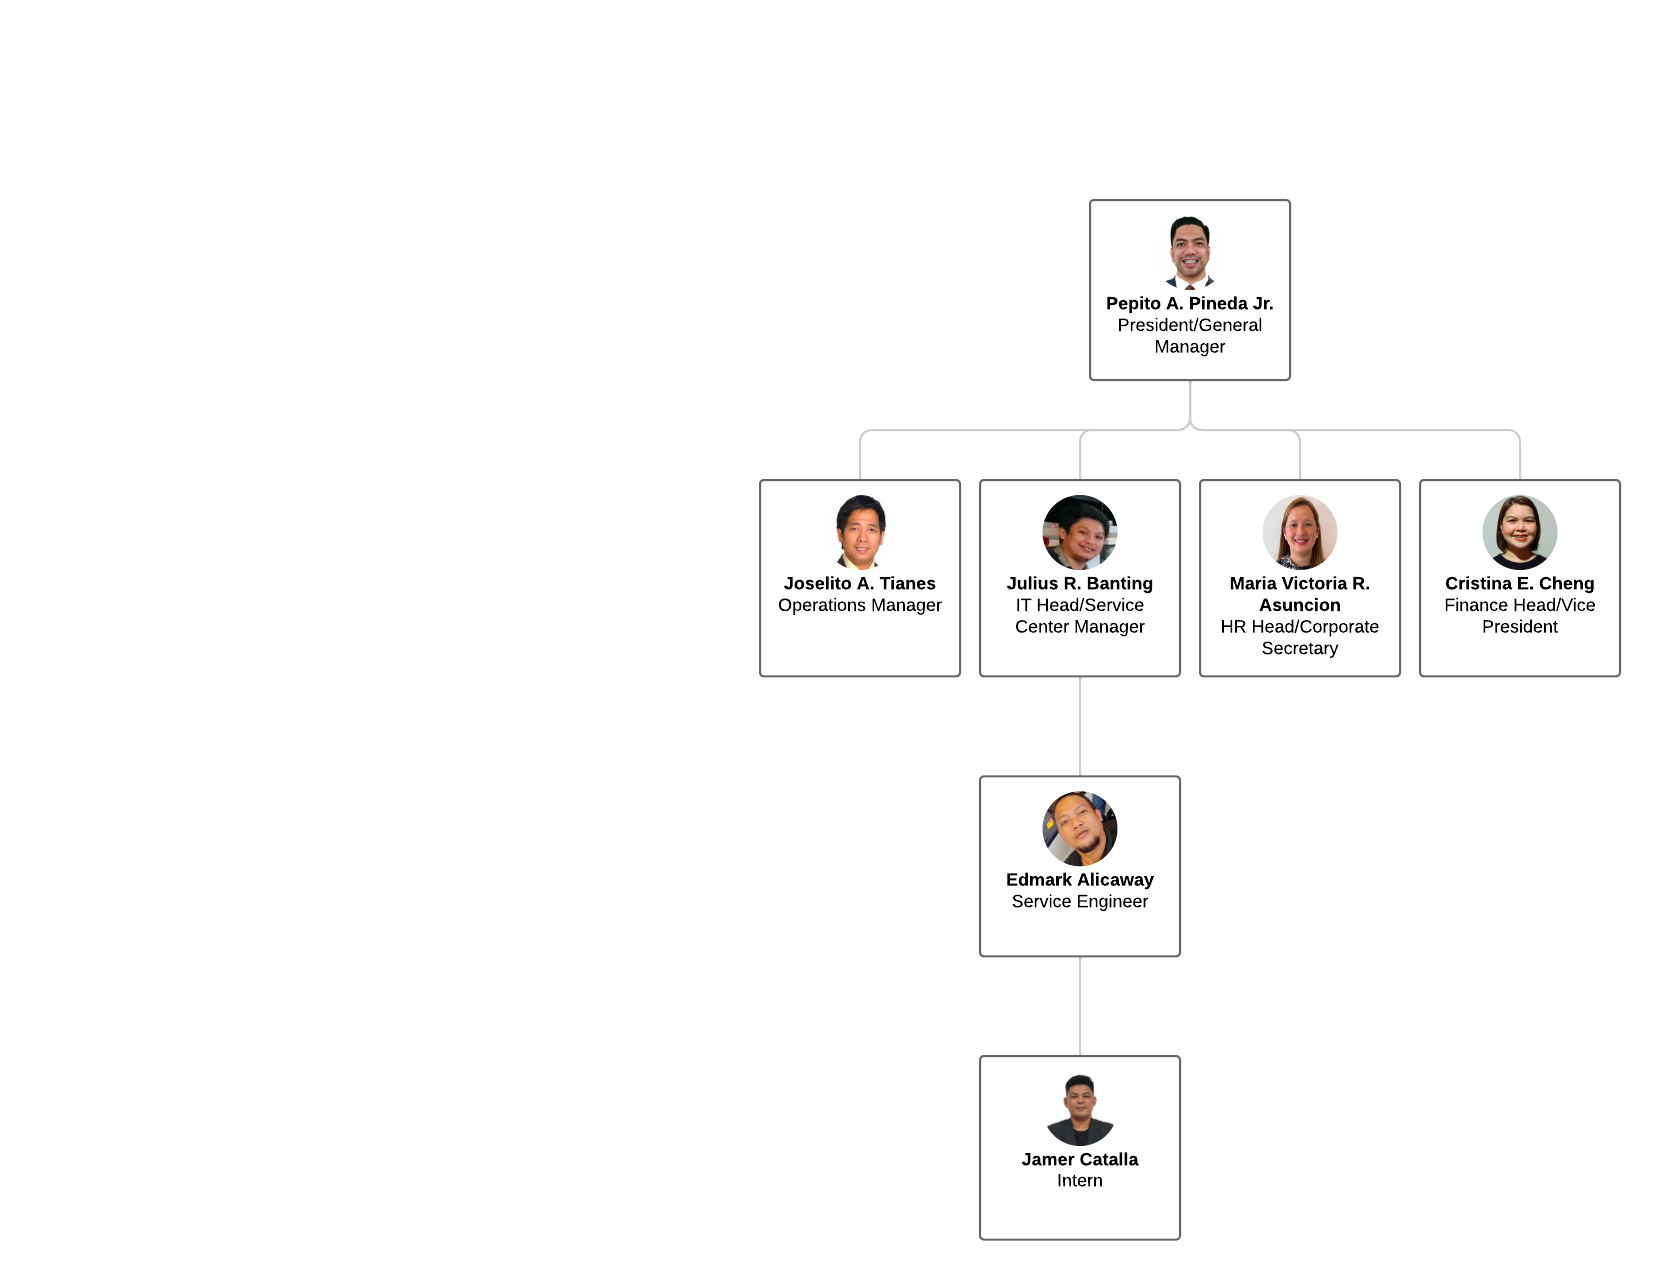 Pepito A. Pineda Jr.
President/General
Manager
Joselito A. Tianes
Operations Manager
Julius R. Banting
IT Head/Service
Center Manager
Maria Victoria R.
Asuncion
HR Head/Corporate
Secretary
Cristina E. Cheng
Finance Head/Vice
President
Edmark Alicaway
Service Engineer
Jamer Catalla
Intern